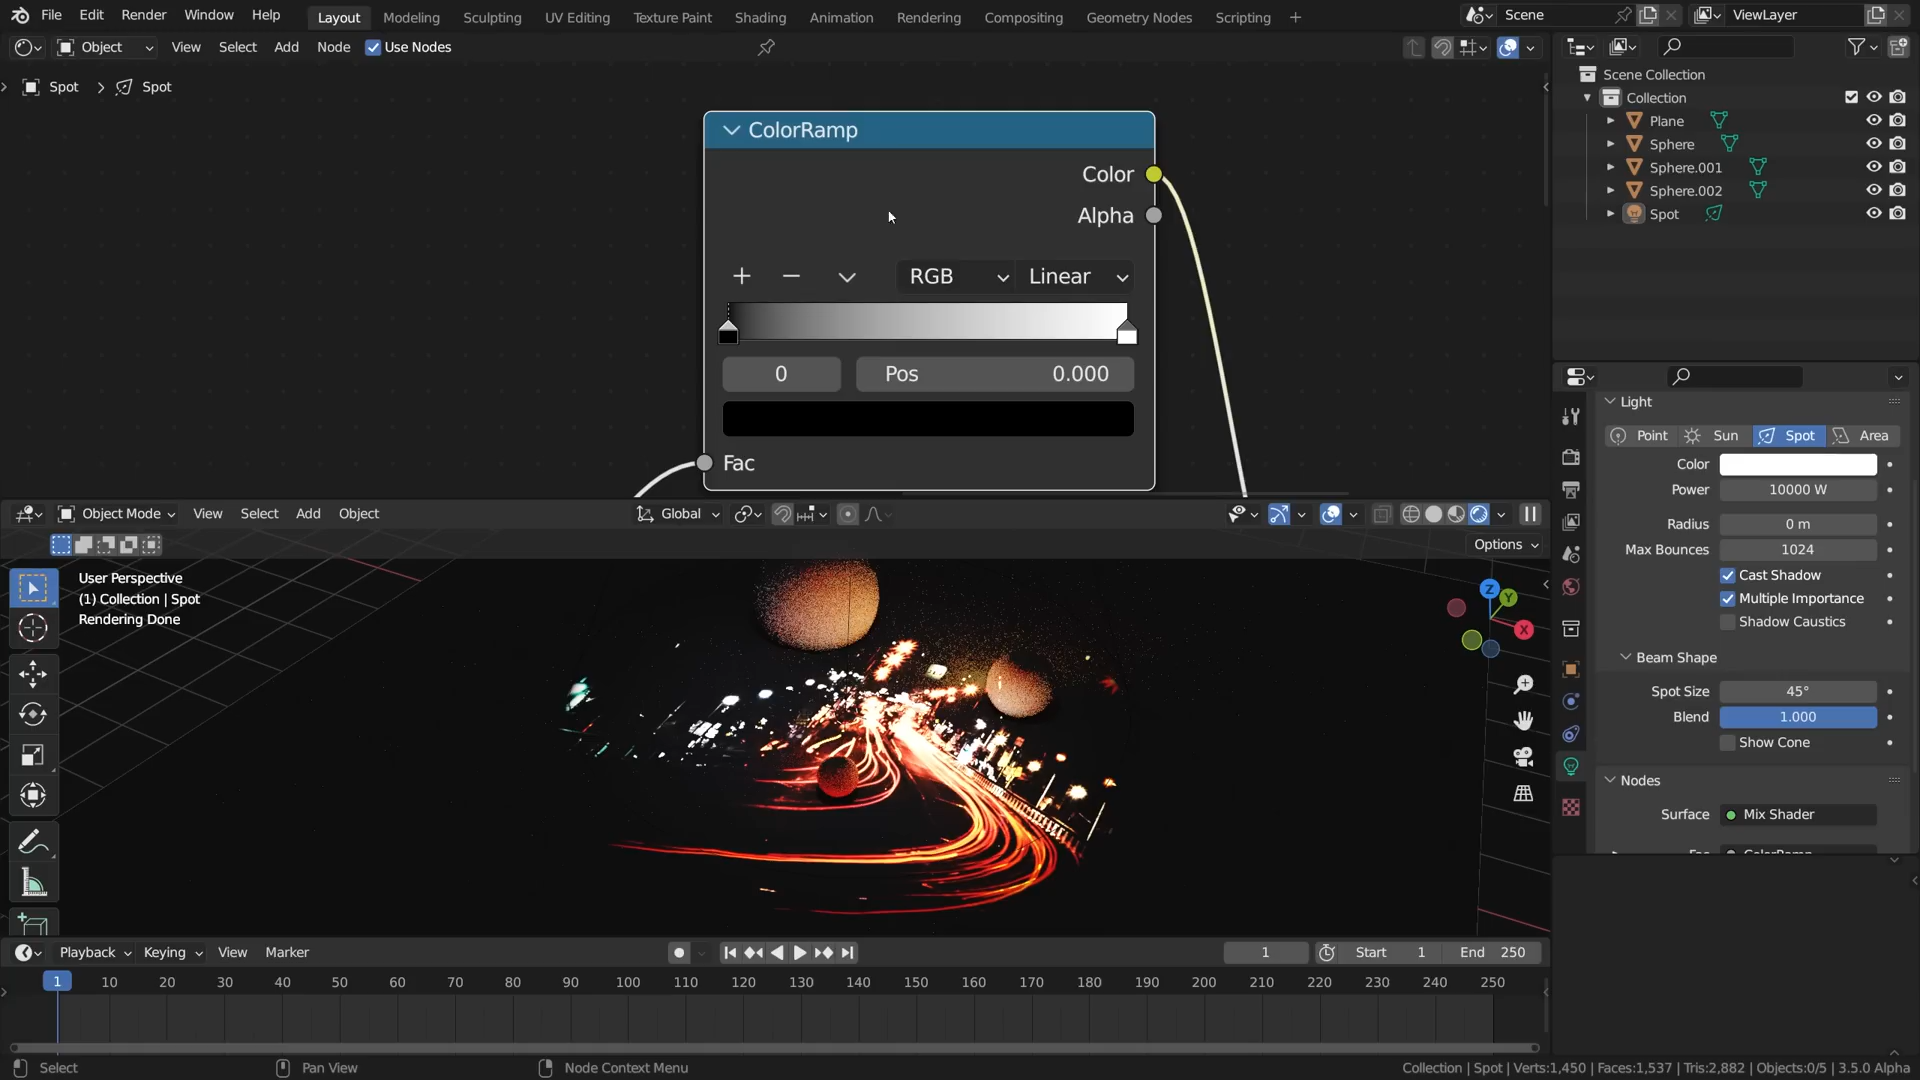 File Edit Render Window Help Layout Modeling Sculpting UV Editing Texture Paint Shading Animation Rendering Compositing Geometry Nodes Scripting + Scene ViewLayer
Object View Select Add Node Use Nodes
Spot > Spot
ColorRamp
Color
Alpha
+ − RGB Linear
0 Pos 0.000
Fac
Scene Collection
Collection
Plane
Sphere
Sphere.001
Sphere.002
Spot
Light
Point Sun Spot Area
Color
Power 10000 W
Radius 0 m
Max Bounces 1024
Cast Shadow
Multiple Importance
Shadow Caustics
Beam Shape
Spot Size 45°
Blend 1.000
Show Cone
Nodes
Surface Mix Shader
Object Mode View Select Add Object Global
Options
User Perspective
(1) Collection | Spot
Rendering Done
Z
Y
X
Playback Keying View Marker 1 Start 1 End 250
1 10 20 30 40 50 60 70 80 90 100 110 120 130 140 150 160 170 180 190 200 210 220 230 240 250
Select Pan View Node Context Menu Collection | Spot | Verts:1,450 | Faces:1,537 | Tris:2,882 | Objects:0/5 | 3.5.0 Alpha